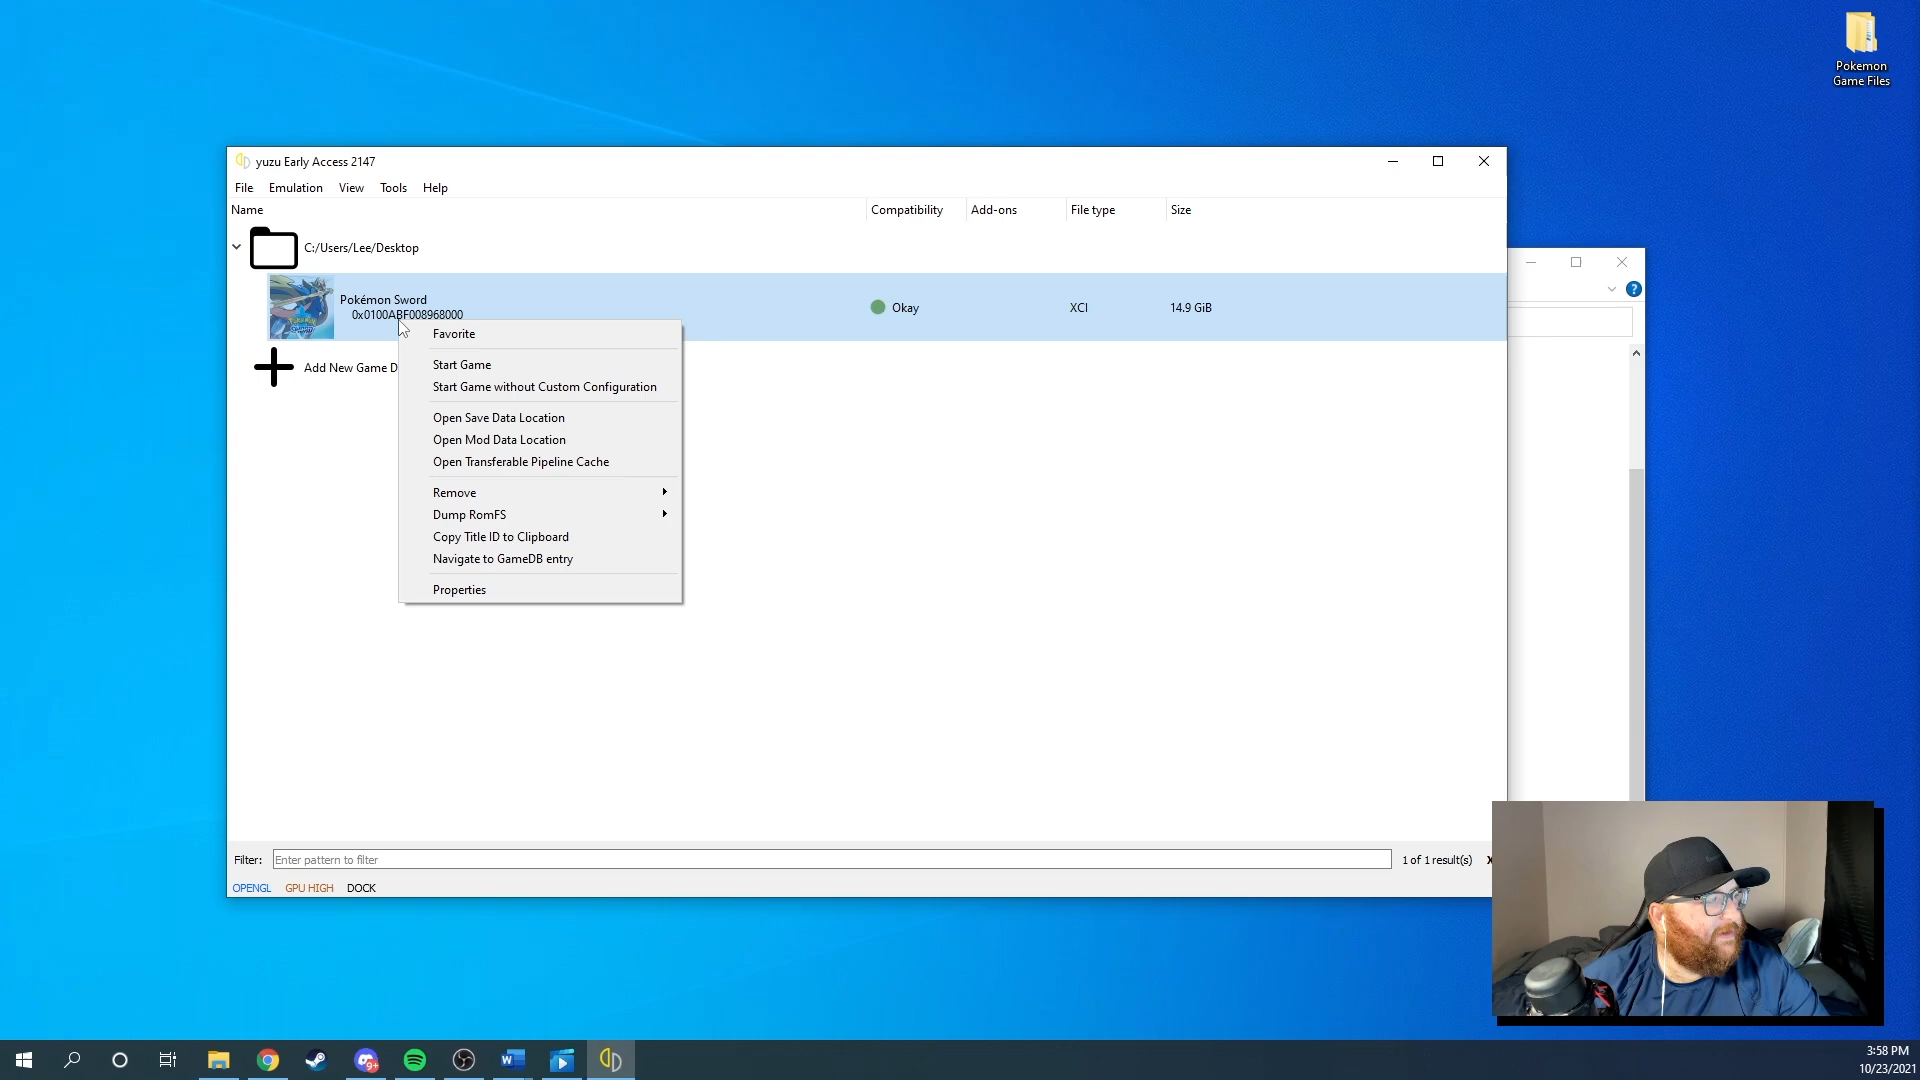 Pokemon
Game Files
yuzu Early Access 2147
File Emulation View Tools Help
Name Compatibility Add-ons File type Size
C:/Users/Lee/Desktop
Pokémon Sword
0x0100ABF008968000
Okay XCI 14.9 GiB
Add New Game D
Favorite
Start Game
Start Game without Custom Configuration
Open Save Data Location
Open Mod Data Location
Open Transferable Pipeline Cache
Remove
Dump RomFS
Copy Title ID to Clipboard
Navigate to GameDB entry
Properties
Filter: Enter pattern to filter 1 of 1 result(s) X
OPENGL GPU HIGH DOCK
9+
3:58 PM
10/23/2021